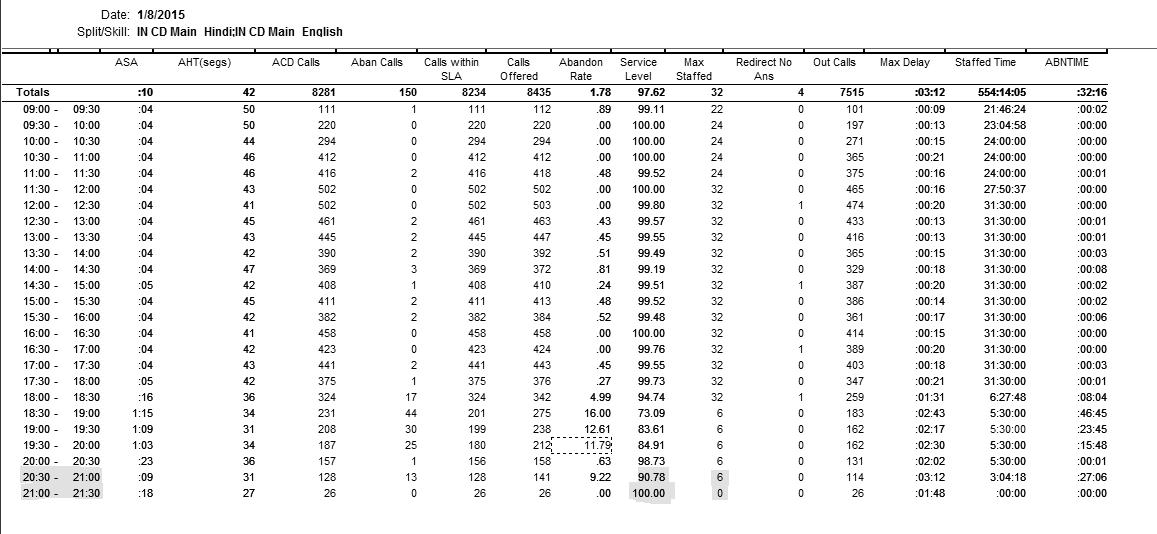 Date: 1/8/2015
Split/Skill: IN CD Main Hindi;IN CD Main English
ASA AHT(segs) ACD Calls Aban Calls Calls within SLA Calls Offered Abandon Rate Service Level Max Staffed Redirect No Ans Out Calls Max Delay Staffed Time ABNTIME
Totals :10 42 8281 150 8234 8435 1.78 97.62 32 4 7515 :03:12 554:14:05 :32:16
09:00 - 09:30 :04 50 111 1 111 112 .89 99.11 22 0 101 :00:09 21:46:24 :00:02
09:30 - 10:00 :04 50 220 0 220 220 .00 100.00 24 0 197 :00:13 23:04:58 :00:00
10:00 - 10:30 :04 44 294 0 294 294 .00 100.00 24 0 271 :00:15 24:00:00 :00:00
10:30 - 11:00 :04 46 412 0 412 412 .00 100.00 24 0 365 :00:21 24:00:00 :00:00
11:00 - 11:30 :04 46 416 2 416 418 .48 99.52 24 0 375 :00:16 24:00:00 :00:01
11:30 - 12:00 :04 43 502 0 502 502 .00 100.00 32 0 465 :00:16 27:50:37 :00:00
12:00 - 12:30 :04 41 502 0 502 503 .00 99.80 32 1 474 :00:20 31:30:00 :00:00
12:30 - 13:00 :04 45 461 2 461 463 .43 99.57 32 0 433 :00:13 31:30:00 :00:01
13:00 - 13:30 :04 43 445 2 445 447 .45 99.55 32 0 416 :00:13 31:30:00 :00:01
13:30 - 14:00 :04 42 390 2 390 392 .51 99.49 32 0 365 :00:15 31:30:00 :00:03
14:00 - 14:30 :04 47 369 3 369 372 .81 99.19 32 0 329 :00:18 31:30:00 :00:08
14:30 - 15:00 :05 42 408 1 408 410 .24 99.51 32 1 387 :00:20 31:30:00 :00:02
15:00 - 15:30 :04 45 411 2 411 413 .48 99.52 32 0 386 :00:14 31:30:00 :00:02
15:30 - 16:00 :04 42 382 2 382 384 .52 99.48 32 0 361 :00:17 31:30:00 :00:06
16:00 - 16:30 :04 41 458 0 458 458 .00 100.00 32 0 414 :00:15 31:30:00 :00:00
16:30 - 17:00 :04 42 423 0 423 424 .00 99.76 32 1 389 :00:20 31:30:00 :00:00
17:00 - 17:30 :04 43 441 2 441 443 .45 99.55 32 0 403 :00:18 31:30:00 :00:03
17:30 - 18:00 :05 42 375 1 375 376 .27 99.73 32 0 347 :00:21 31:30:00 :00:01
18:00 - 18:30 :16 36 324 17 324 342 4.99 94.74 32 1 259 :01:31 6:27:48 :08:04
18:30 - 19:00 1:15 34 231 44 201 275 16.00 73.09 6 0 183 :02:43 5:30:00 :46:45
19:00 - 19:30 1:09 31 208 30 199 238 12.61 83.61 6 0 162 :02:17 5:30:00 :23:45
19:30 - 20:00 1:03 34 187 25 180 212 11.79 84.91 6 0 162 :02:30 5:30:00 :15:48
20:00 - 20:30 :23 36 157 1 156 158 .63 98.73 6 0 131 :02:02 5:30:00 :00:01
20:30 - 21:00 :09 31 128 13 128 141 9.22 90.78 6 0 114 :03:12 3:04:18 :27:06
21:00 - 21:30 :18 27 26 0 26 26 .00 100.00 0 0 26 :01:48 :00:00 :00:00